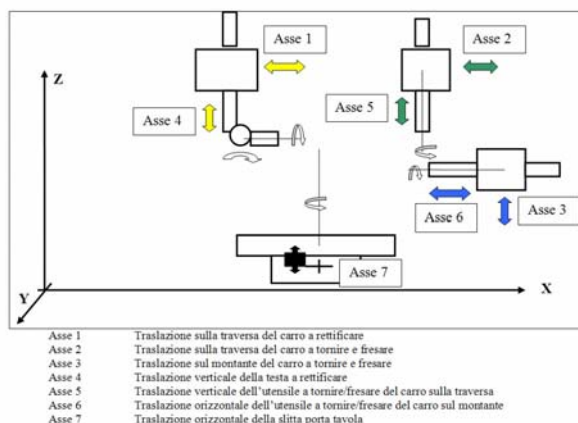 Asse 1
Asse 2
Z
Asse 4
Asse 5
Asse 6
Asse 3
Asse 7
Y
X
Asse 1 Traslazione sulla traversa del carro a rettificare
Asse 2 Traslazione sulla traversa del carro a tornire e fresare
Asse 3 Traslazione sul montante del carro a tornire e fresare
Asse 4 Traslazione verticale della testa a rettificare
Asse 5 Traslazione verticale dell'utensile a tornire/fresare del carro sulla traversa
Asse 6 Traslazione orizzontale dell'utensile a tornire/fresare del carro sul montante
Asse 7 Traslazione orizzontale della slitta porta tavola